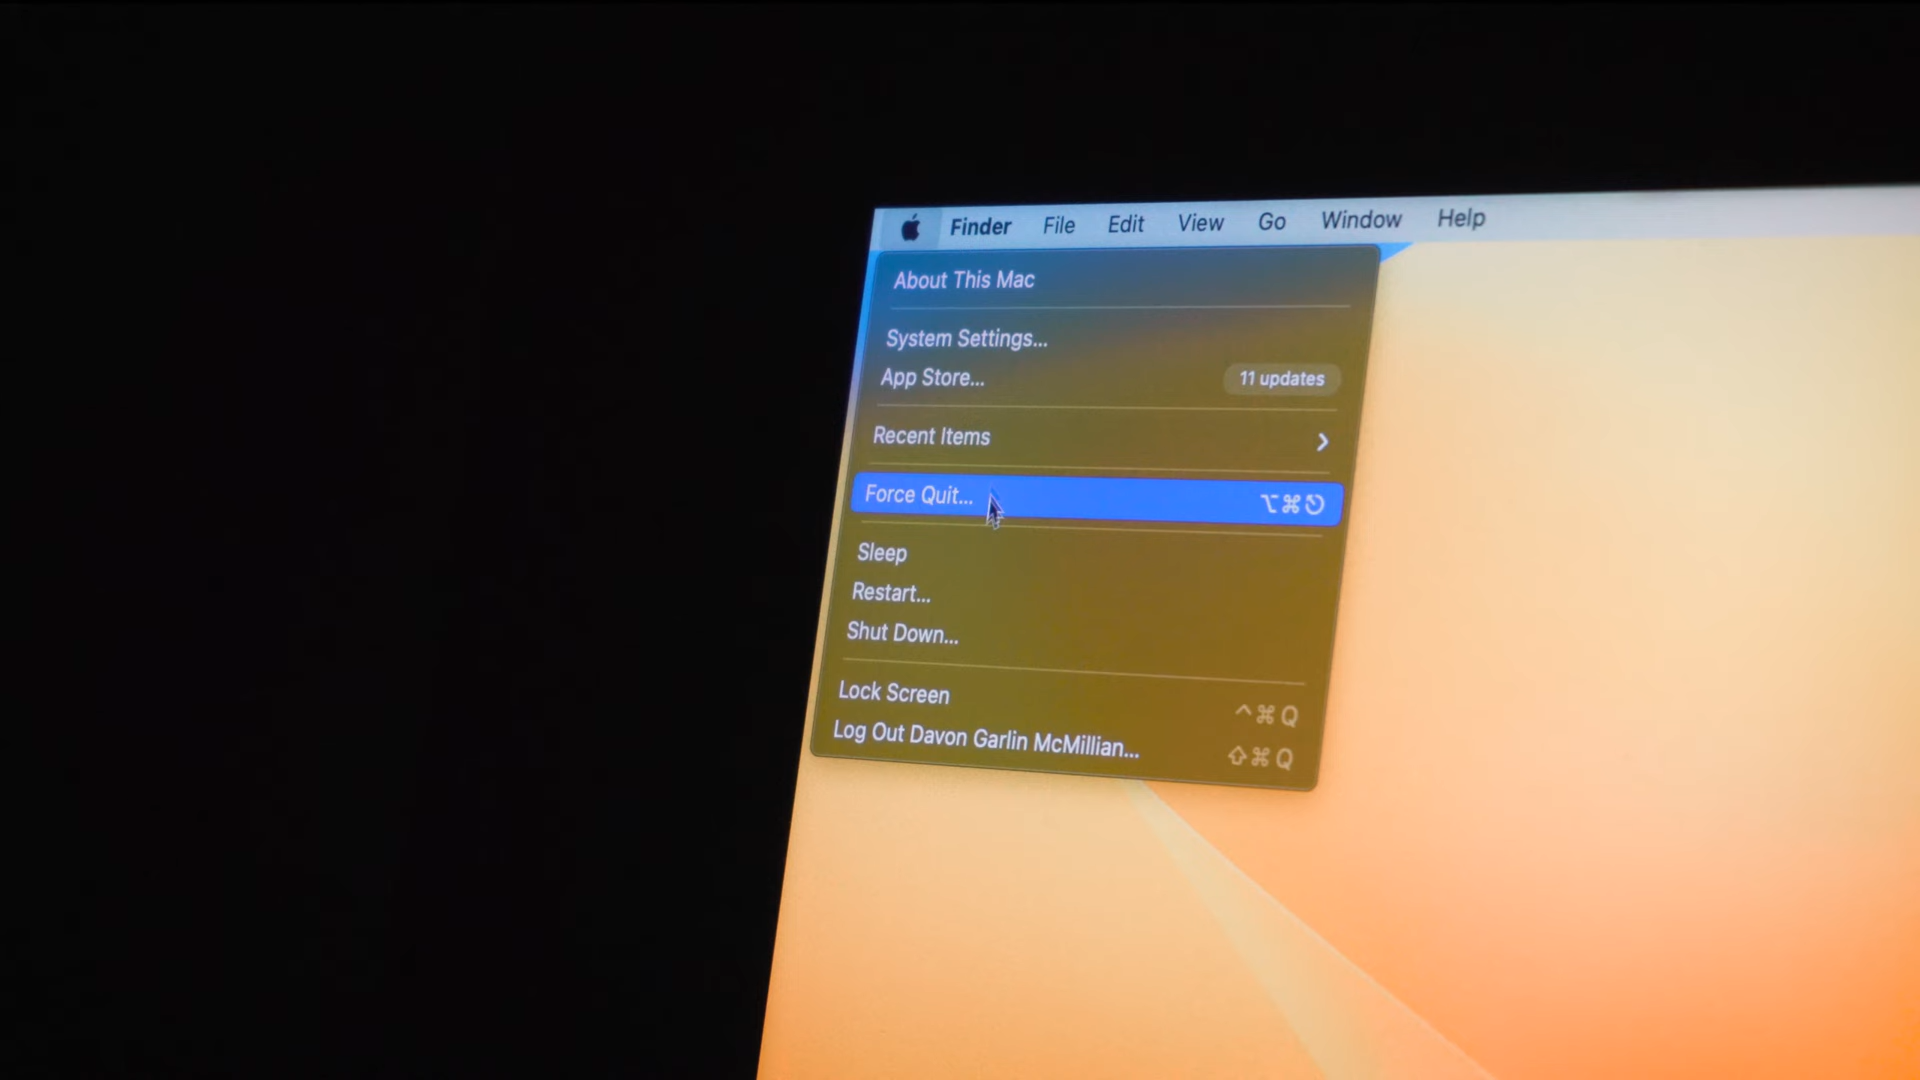 Finder File Edit View Go Window Help
About This Mac
System Settings...
App Store... 11 updates
Recent Items
Force Quit... ⌥⌘⎋
Sleep
Restart...
Shut Down...
Lock Screen ^⌘Q
Log Out Davon Garlin McMillian... ⇧⌘Q